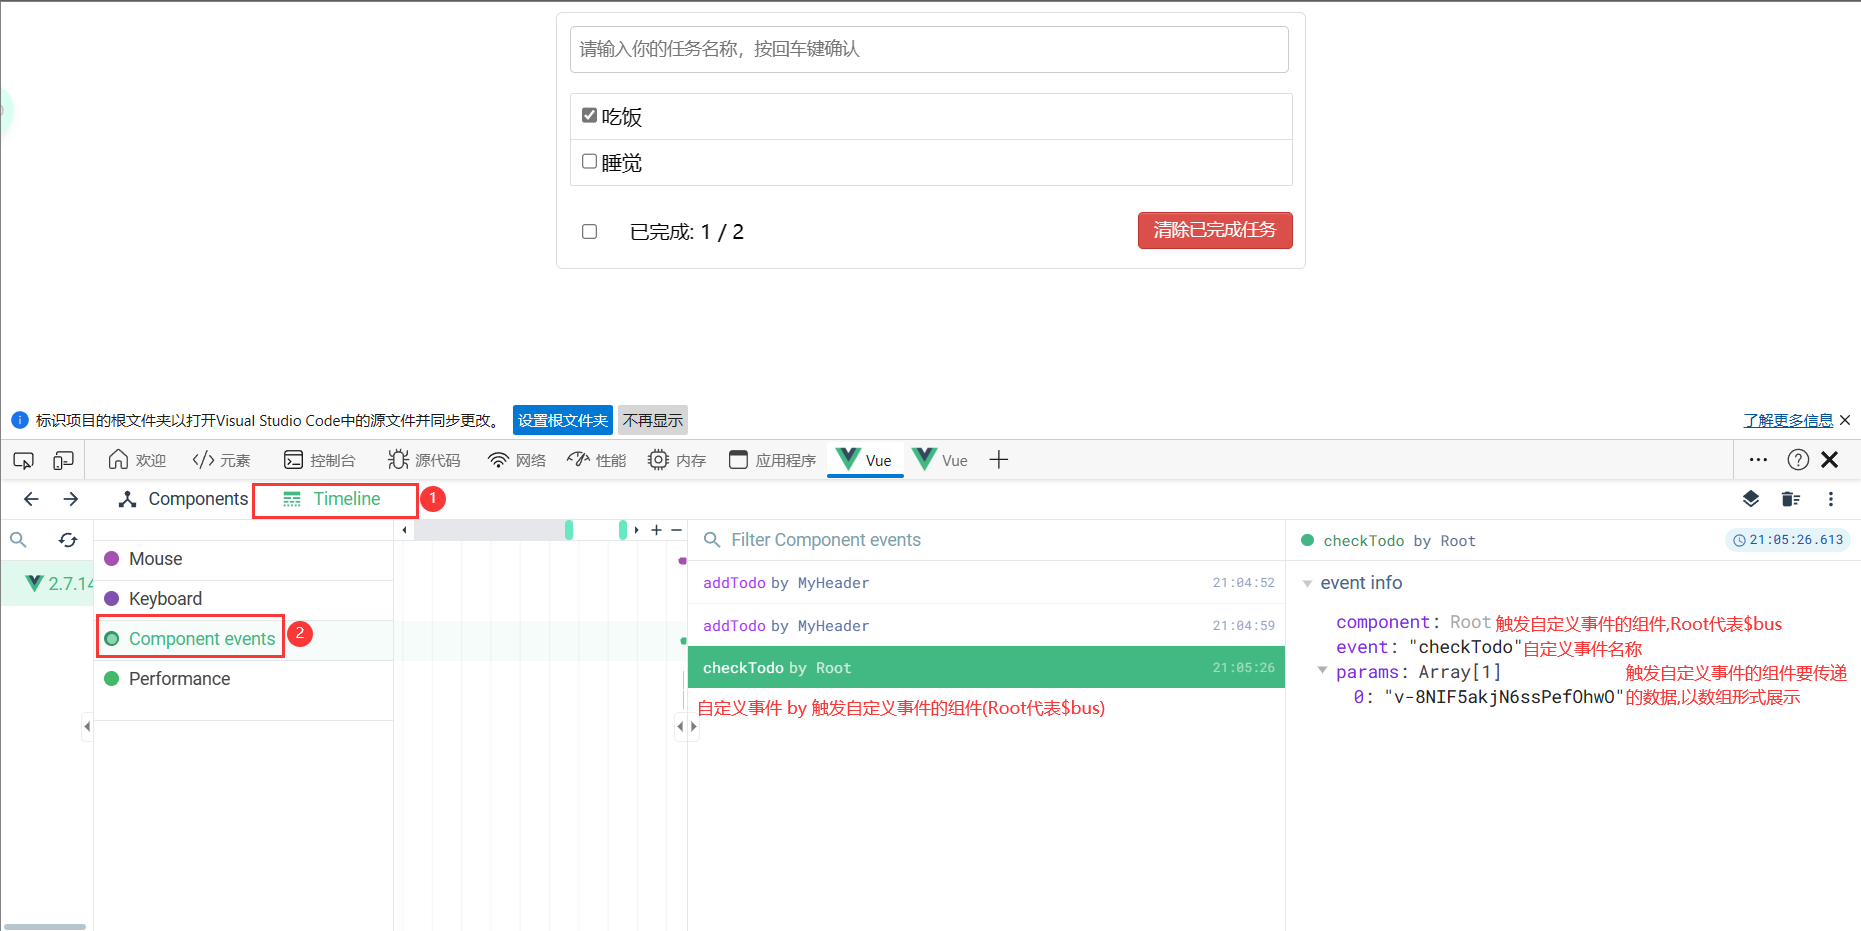 请输入你的任务名称，按回车键确认
吃饭
睡觉
已完成: 1 / 2
清除已完成任务
标识项目的根文件夹以打开Visual Studio Code中的源文件并同步更改。 设置根文件夹 不再显示 了解更多信息
欢迎 元素 控制台 源代码 网络 性能 内存 应用程序 Vue Vue
Components Timeline 1
2.7.14
Mouse
Keyboard
Component events 2
Performance
Filter Component events
addTodo by MyHeader 21:04:52
addTodo by MyHeader 21:04:59
checkTodo by Root 21:05:26
自定义事件 by 触发自定义事件的组件(Root代表$bus)
checkTodo by Root 21:05:26.613
event info
component: Root 触发自定义事件的组件,Root代表$bus
event: "checkTodo"自定义事件名称
params: Array[1] 触发自定义事件的组件要传递
0: "v-8NIF5akjN6ssPefOhwO"的数据,以数组形式展示